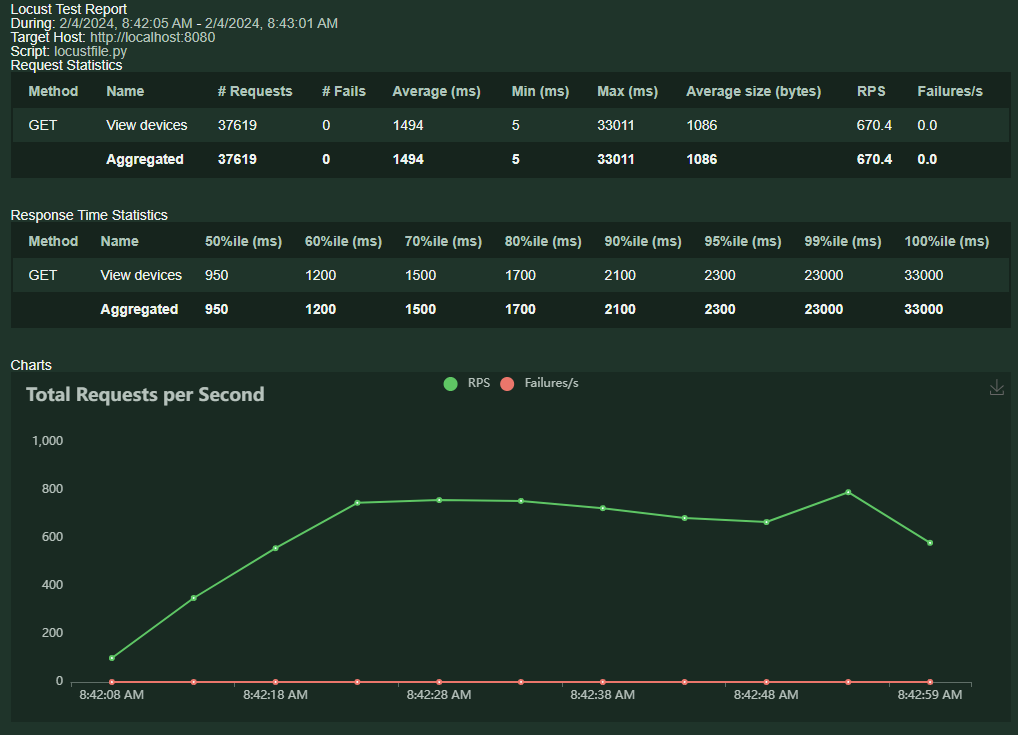 Locust Test Report
During: 2/4/2024, 8:42:05 AM - 2/4/2024, 8:43:01 AM
Target Host: http://localhost:8080
Script: locustfile.py
Request Statistics
Method Name # Requests # Fails Average (ms) Min (ms) Max (ms) Average size (bytes) RPS Failures/s
GET View devices 37619 0 1494 5 33011 1086 670.4 0.0
Aggregated 37619 0 1494 5 33011 1086 670.4 0.0
Response Time Statistics
Method Name 50%ile (ms) 60%ile (ms) 70%ile (ms) 80%ile (ms) 90%ile (ms) 95%ile (ms) 99%ile (ms) 100%ile (ms)
GET View devices 950 1200 1500 1700 2100 2300 23000 33000
Aggregated 950 1200 1500 1700 2100 2300 23000 33000
Charts
Total Requests per Second
RPS Failures/s
1,000
800
600
400
200
0
8:42:08 AM 8:42:18 AM 8:42:28 AM 8:42:38 AM 8:42:48 AM 8:42:59 AM